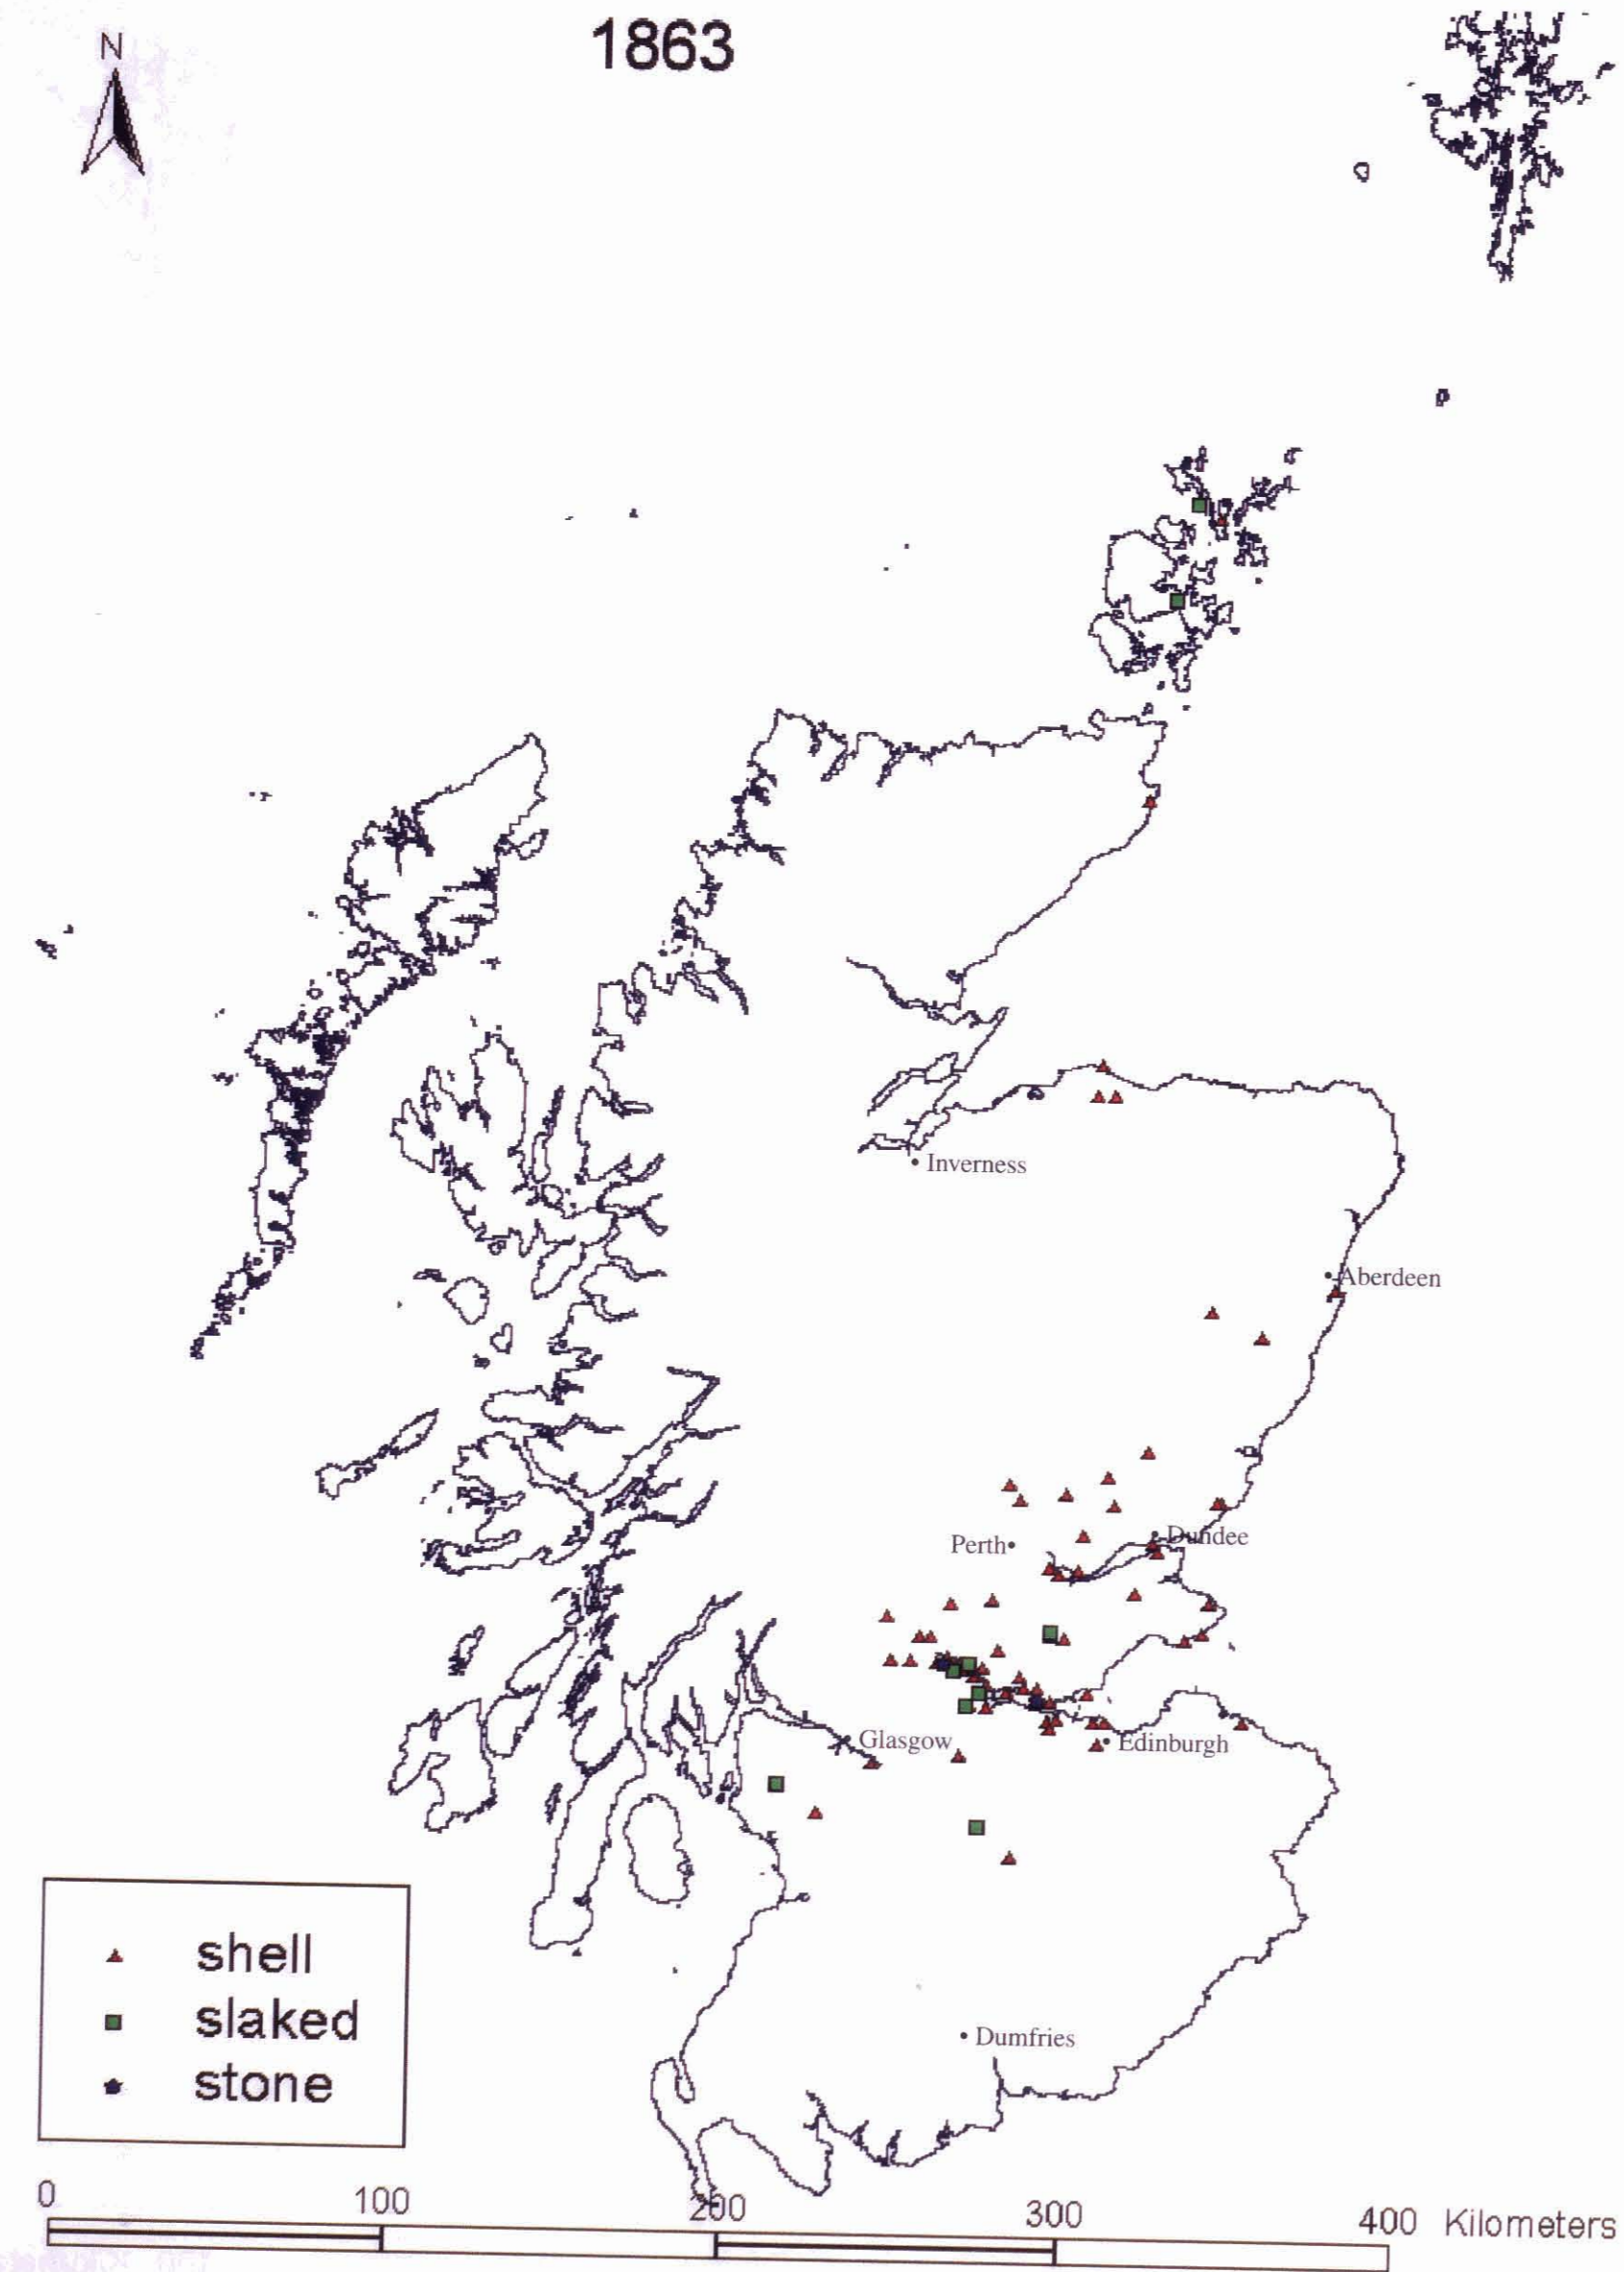 1863
N
Inverness
Aberdeen
Perth
Dundee
Glasgow
Edinburgh
shell
slaked
stone
Dumfries
0 100 200 300 400 Kilometers